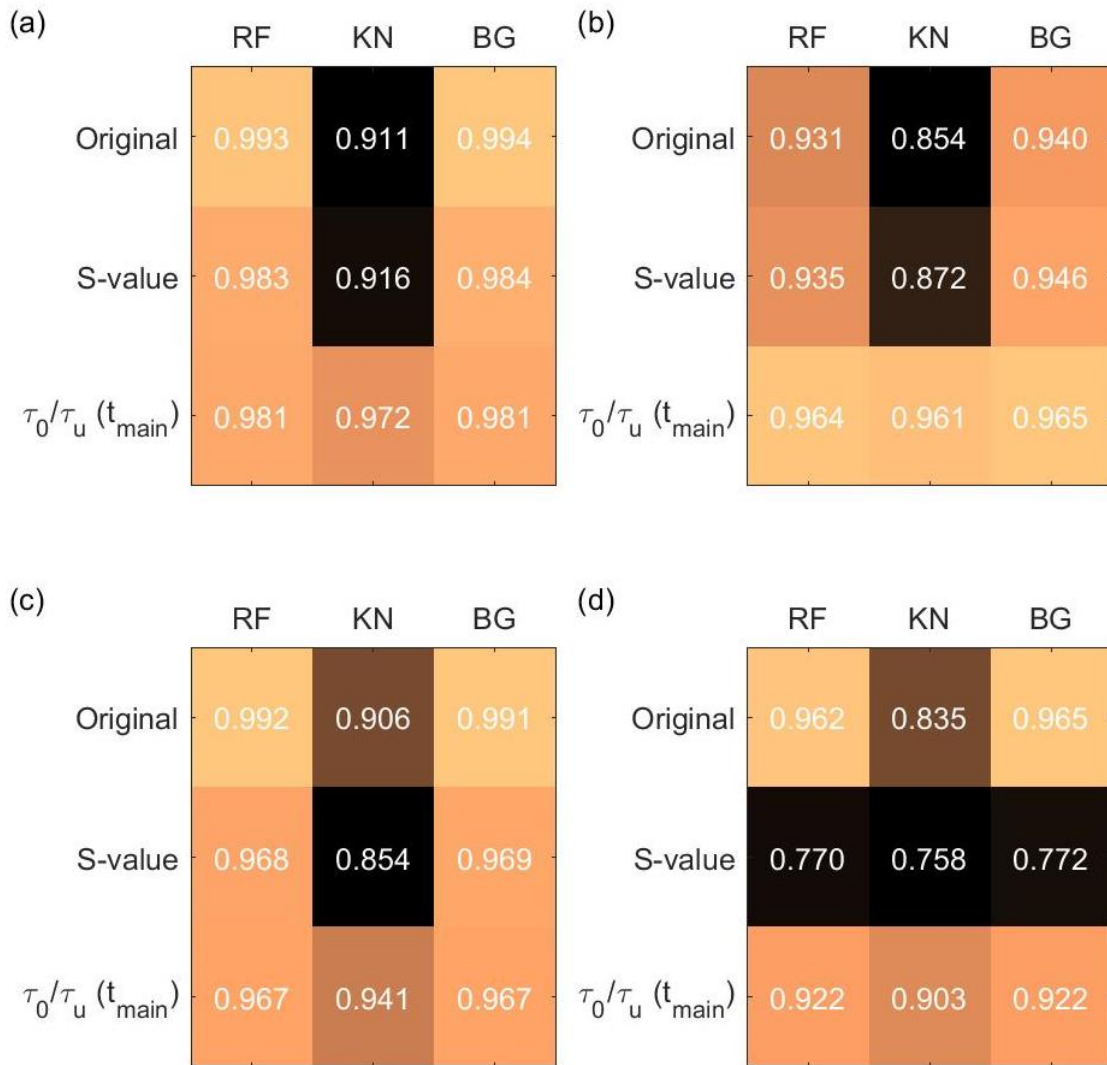 (a)
RF KN BG
Original 0.993 0.911 0.994
S-value 0.983 0.916 0.984
τ0/τu (tmain) 0.981 0.972 0.981
(b)
RF KN BG
Original 0.931 0.854 0.940
S-value 0.935 0.872 0.946
τ0/τu (tmain) 0.964 0.961 0.965
(c)
RF KN BG
Original 0.992 0.906 0.991
S-value 0.968 0.854 0.969
τ0/τu (tmain) 0.967 0.941 0.967
(d)
RF KN BG
Original 0.962 0.835 0.965
S-value 0.770 0.758 0.772
τ0/τu (tmain) 0.922 0.903 0.922